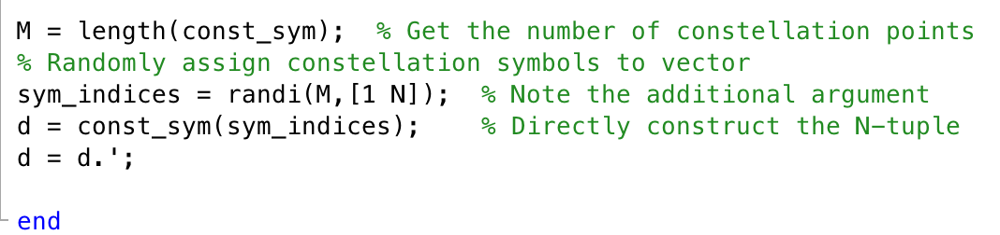 M = length(const_sym);  % Get the number of constellation points
% Randomly assign constellation symbols to vector
sym_indices = randi(M,[1 N]);  % Note the additional argument
d = const_sym(sym_indices);    % Directly construct the N-tuple
d = d.';
end